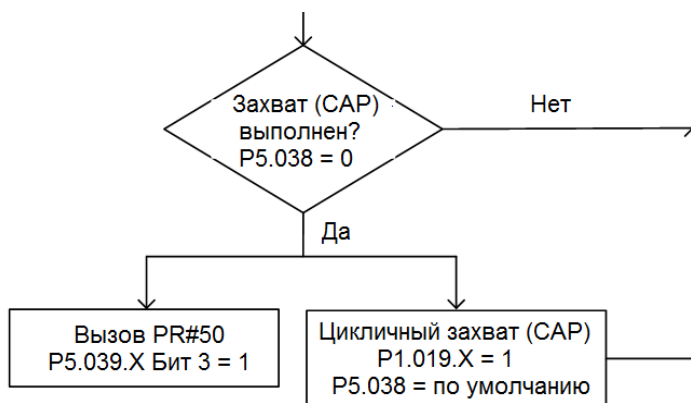 Захват (CAP)
выполнен?
P5.038 = 0
Нет
Да
Вызов PR#50
P5.039.X Бит 3 = 1
Цикличный захват (CAP)
P1.019.X = 1
P5.038 = по умолчанию